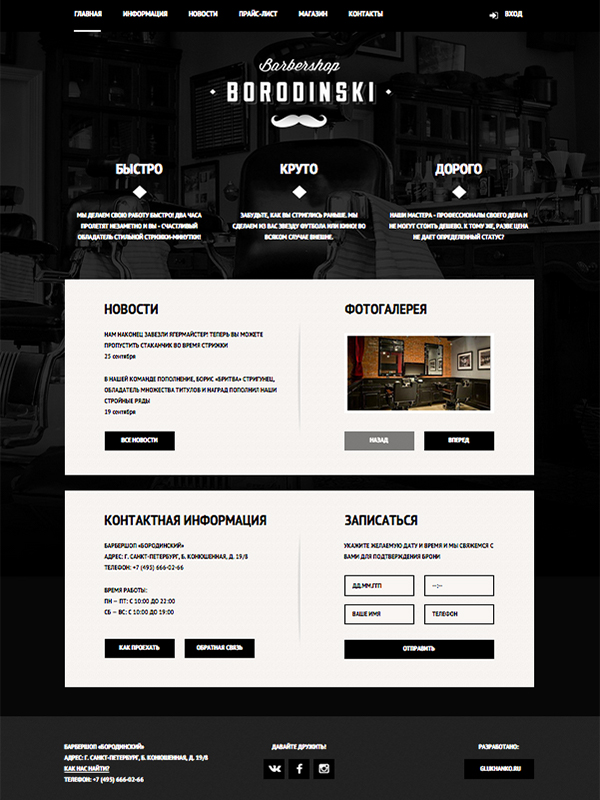 ГЛАВНАЯ ИНФОРМАЦИЯ НОВОСТИ ПРАЙС-ЛИСТ МАГАЗИН КОНТАКТЫ ВХОД
Barbershop
BORODINSKI
БЫСТРО
МЫ ДЕЛАЕМ СВОЮ РАБОТУ БЫСТРО! ДВА ЧАСА
ПРОЛЕТЯТ НЕЗАМЕТНО И ВЫ - СЧАСТЛИВЫЙ
ОБЛАДАТЕЛЬ СТИЛЬНОЙ СТРИЖКИ-МИНУТКИ!
КРУТО
ЗАБУДЬТЕ, КАК ВЫ СТРИГЛИСЬ РАНЬШЕ. МЫ
СДЕЛАЕМ ИЗ ВАС ЗВЕЗДУ ФУТБОЛА ИЛИ КИНО! ВО
ВСЯКОМ СЛУЧАЕ ВНЕШНЕ.
ДОРОГО
НАШИ МАСТЕРА - ПРОФЕССИОНАЛЫ СВОЕГО ДЕЛА И
НЕ МОГУТ СТОИТЬ ДЕШЕВО. К ТОМУ ЖЕ, РАЗВЕ ЦЕНА
НЕ ДАЕТ ОПРЕДЕЛЕННЫЙ СТАТУС?
НОВОСТИ
НАМ НАКОНЕЦ ЗАВЕЗЛИ ЯГЕРМАЙСТЕР! ТЕПЕРЬ ВЫ МОЖЕТЕ
ПРОПУСТИТЬ СТАКАНЧИК ВО ВРЕМЯ СТРИЖКИ
25 сентября
В НАШЕЙ КОМАНДЕ ПОПОЛНЕНИЕ, БОРИС «БРИТВА» СТРИГУНЕЦ,
ОБЛАДАТЕЛЬ МНОЖЕСТВА ТИТУЛОВ И НАГРАД ПОПОЛНИЛ НАШИ
СТРОЙНЫЕ РЯДЫ
19 сентября
ВСЕ НОВОСТИ
ФОТОГАЛЕРЕЯ
НАЗАД ВПЕРЕД
КОНТАКТНАЯ ИНФОРМАЦИЯ
БАРБЕРШОП «БОРОДИНСКИЙ»
АДРЕС: Г. САНКТ-ПЕТЕРБУРГ, Б. КОНЮШЕННАЯ, Д. 19/8
ТЕЛЕФОН: +7 (495) 666-02-66
ВРЕМЯ РАБОТЫ:
ПН — ПТ: С 10:00 ДО 22:00
СБ — ВС: С 10:00 ДО 19:00
КАК ПРОЕХАТЬ ОБРАТНАЯ СВЯЗЬ
ЗАПИСАТЬСЯ
УКАЖИТЕ ЖЕЛАЕМУЮ ДАТУ И ВРЕМЯ И МЫ СВЯЖЕМСЯ С
ВАМИ ДЛЯ ПОДТВЕРЖДЕНИЯ БРОНИ
ДД.ММ.ГГГГ --:--
ВАШЕ ИМЯ ТЕЛЕФОН
ОТПРАВИТЬ
БАРБЕРШОП «БОРОДИНСКИЙ»
АДРЕС: Г. САНКТ-ПЕТЕРБУРГ, Б. КОНЮШЕННАЯ, Д. 19/8
КАК НАС НАЙТИ?
ТЕЛЕФОН: +7 (495) 666-02-66
ДАВАЙТЕ ДРУЖИТЬ!
РАЗРАБОТАНО:
GLUKHANKO.RU